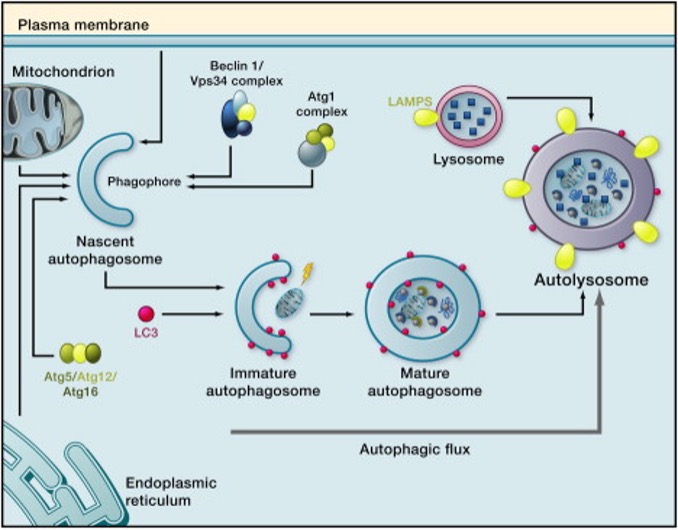 Plasma membrane
Mitochondrion
Beclin 1/
Vps34 complex
Atg1
complex
LAMPS
Lysosome
Phagophore
Nascent
autophagosome
Autolysosome
LC3
Immature
autophagosome
Mature
autophagosome
Atg5/Atg12/
Atg16
Autophagic flux
Endoplasmic
reticulum